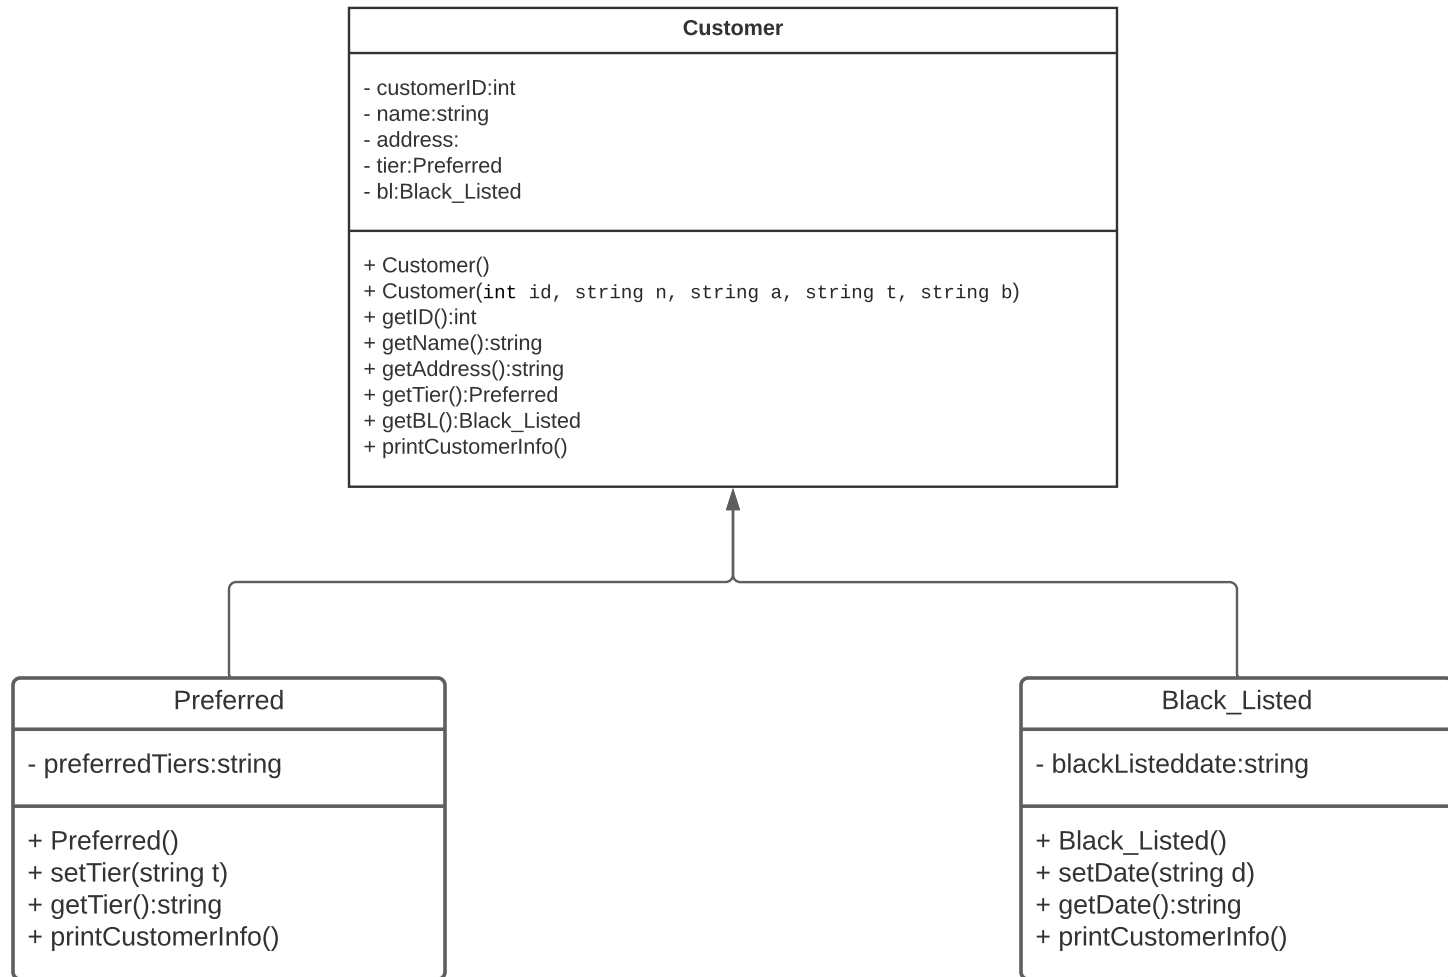 Customer
- customerID:int
- name:string
- address:
- tier:Preferred
- bl:Black_Listed
+ Customer()
+ Customer(int id, string n, string a, string t, string b)
+ getID():int
+ getName():string
+ getAddress():string
+ getTier():Preferred
+ getBL():Black_Listed
+ printCustomerInfo()
Preferred
- preferredTiers:string
+ Preferred()
+ setTier(string t)
+ getTier():string
+ printCustomerInfo()
Black_Listed
- blackListeddate:string
+ Black_Listed()
+ setDate(string d)
+ getDate():string
+ printCustomerInfo()